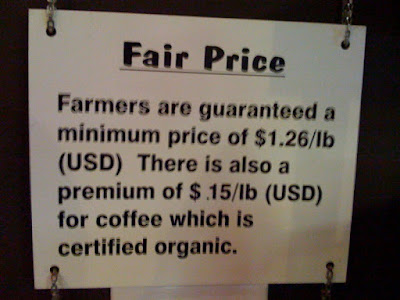 Fair Price
Farmers are guaranteed a
minimum price of $1.26/lb
(USD) There is also a
premium of $.15/lb (USD)
for coffee which is
certified organic.